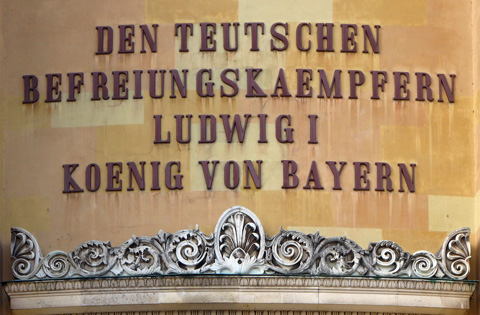 DEN TEUTSCHEN
BEFREIUNGSKAEMPFERN
LUDWIG I
KOENIG VON BAYERN